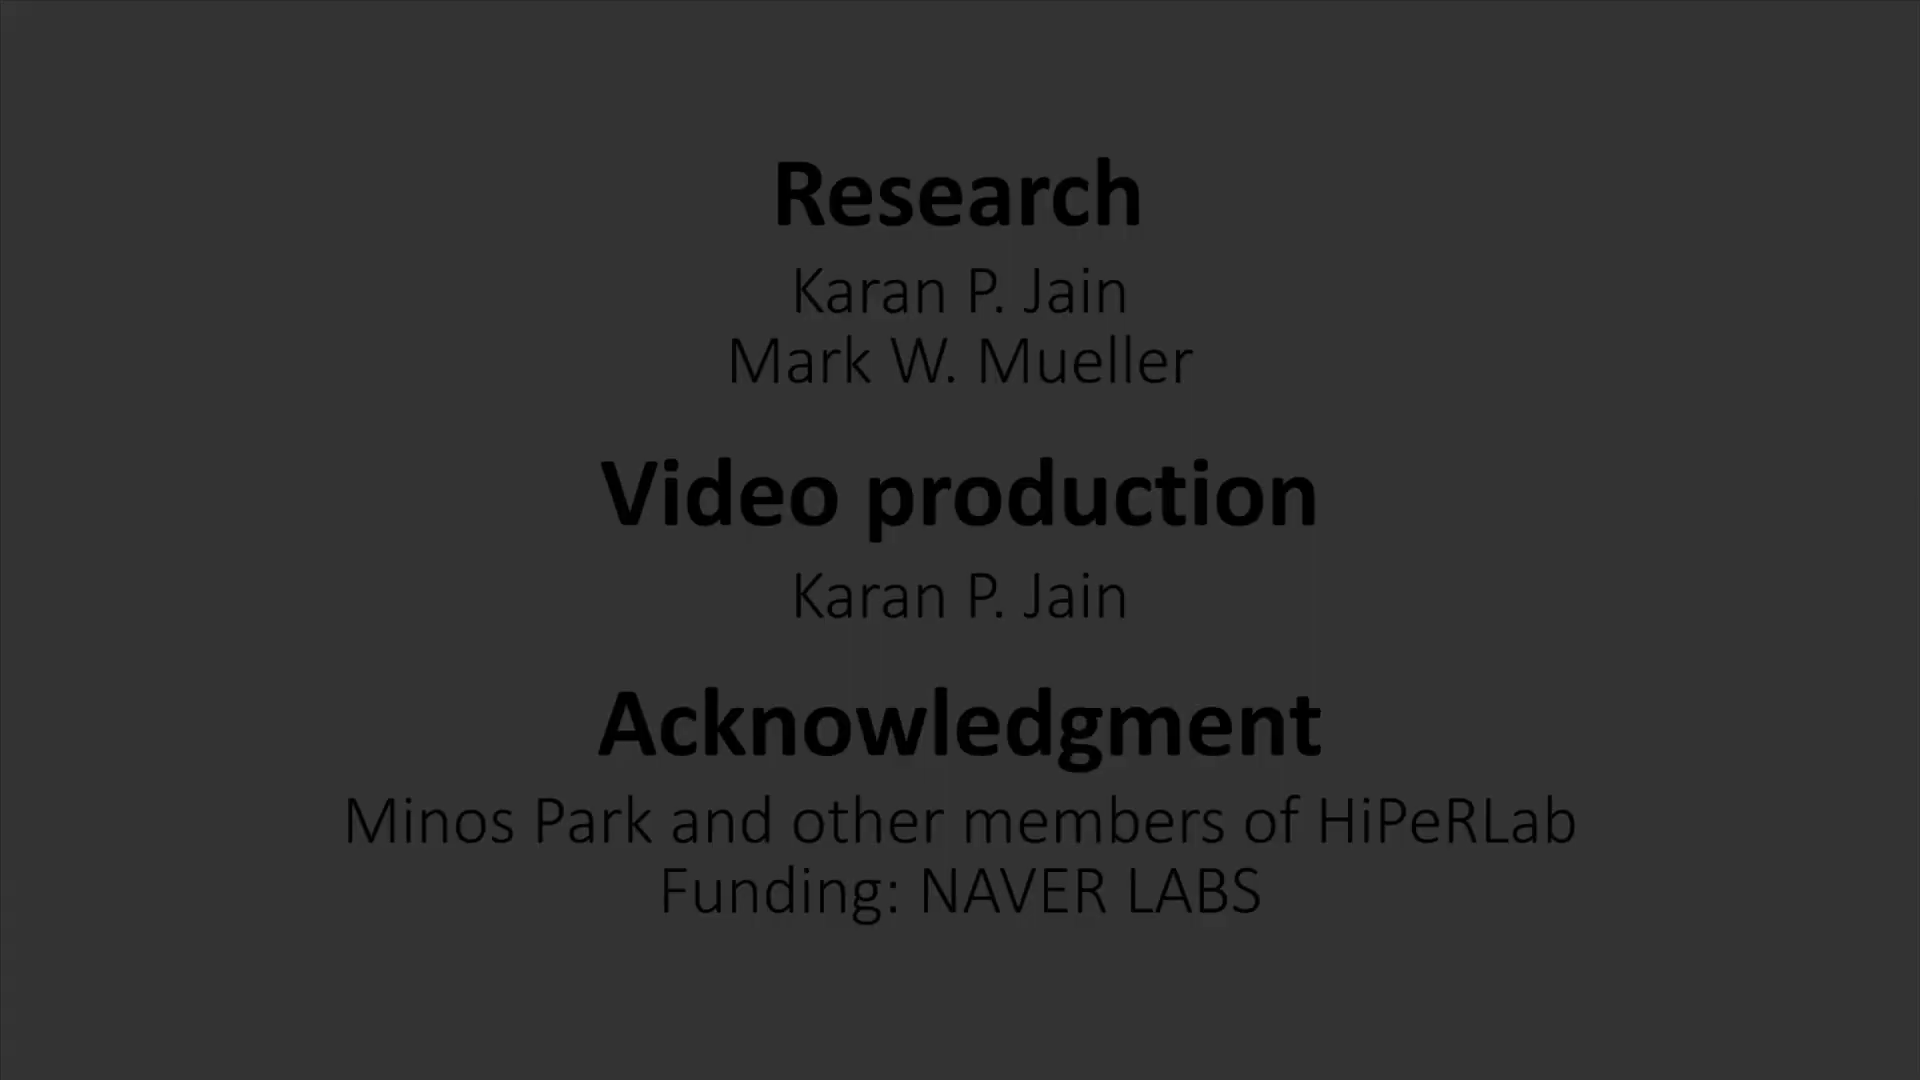 Research
Karan P. Jain
Mark W. Mueller
Video production
Karan P. Jain
Acknowledgment
Minos Park and other members of HiPeRLab
Funding: NAVER LABS